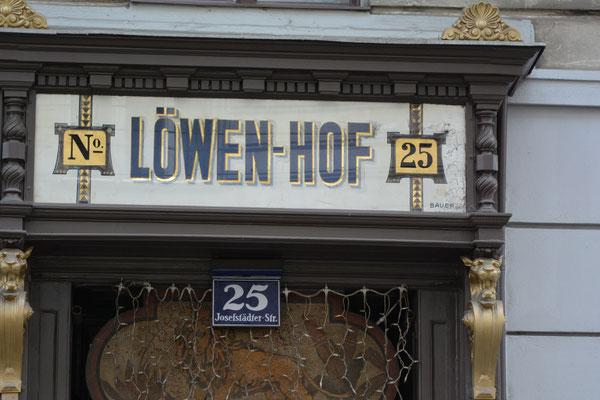 No. LÖWEN-HOF 25
BAUER
25
Josefstädter-Str.